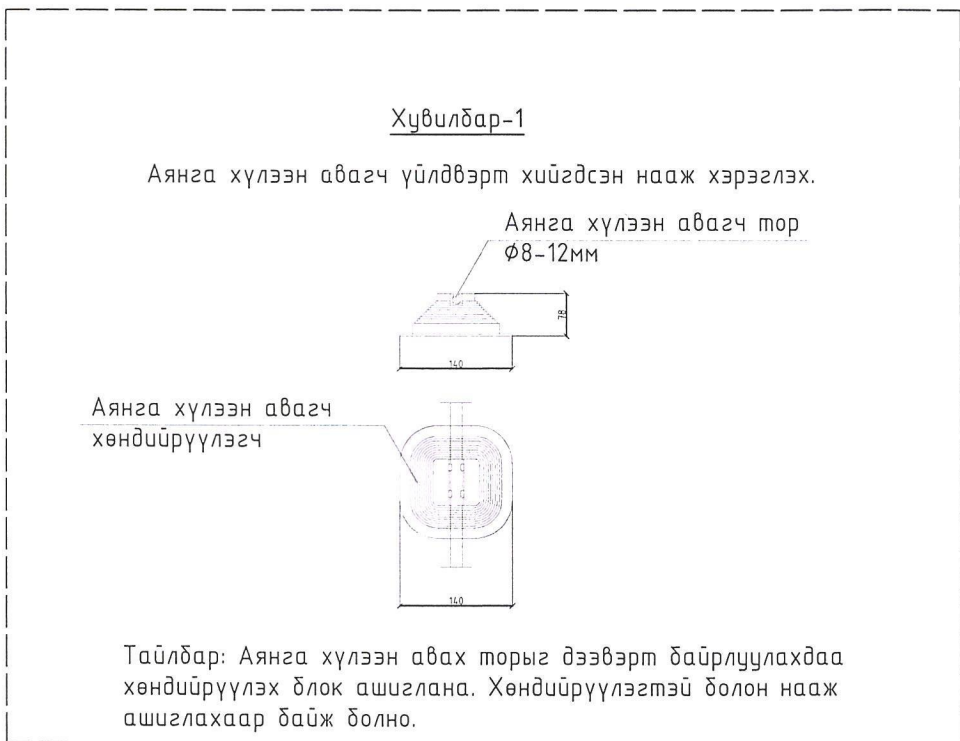 Хувилбар-1
Аянга хүлээн авагч үйлдвэрт хийгдсэн нааж хэрэглэх.
Аянга хүлээн авагч тор
Ø8-12мм
78
140
Аянга хүлээн авагч
хөндийрүүлэгч
140
Тайлбар: Аянга хүлээн авах торыг дээвэрт байрлуулахдаа
хөндийрүүлэх блок ашиглана. Хөндийрүүлэгтэй болон нааж
ашиглахаар байж болно.